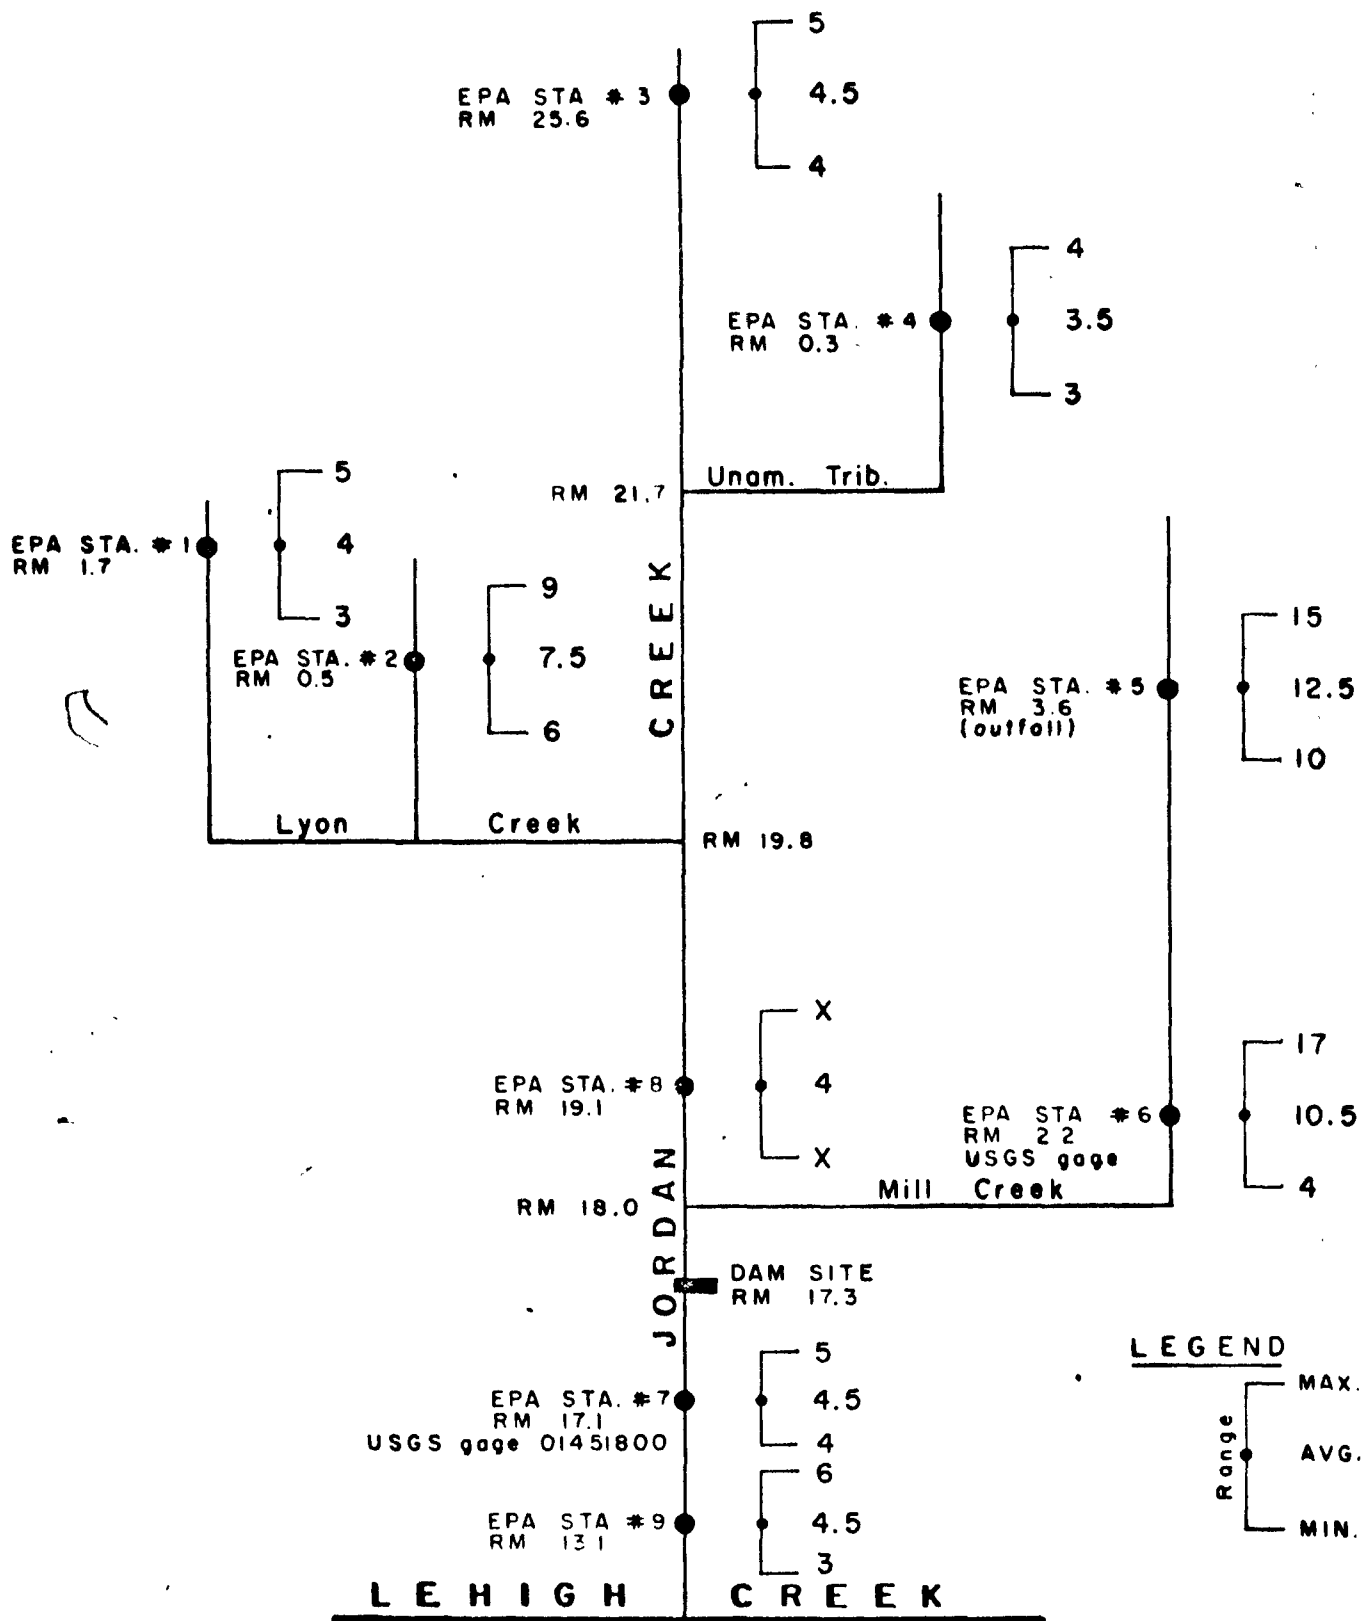 5
EPA STA # 3
RM 25.6
4.5
4
4
EPA STA. # 4
RM 0.3
3.5
3
Unam. Trib.
RM 21.7
5
EPA STA. # 1
RM 1.7
4
3
9
EPA STA. # 2
RM 0.5
7.5
6
CREEK
15
EPA STA. # 5
RM 3.6
(outfall)
12.5
10
Lyon Creek
RM 19.8
X
EPA STA. # 8
RM 19.1
4
X
17
EPA STA # 6
RM 2 2
USGS gage
10.5
4
Mill Creek
RM 18.0
JORDAN
DAM SITE
RM 17.3
5
EPA STA. # 7
RM 17.1
USGS gage 01451800
4.5
4
6
EPA STA # 9
RM 13 1
4.5
3
LEGEND
MAX.
Range
AVG.
MIN.
LEHIGH CREEK